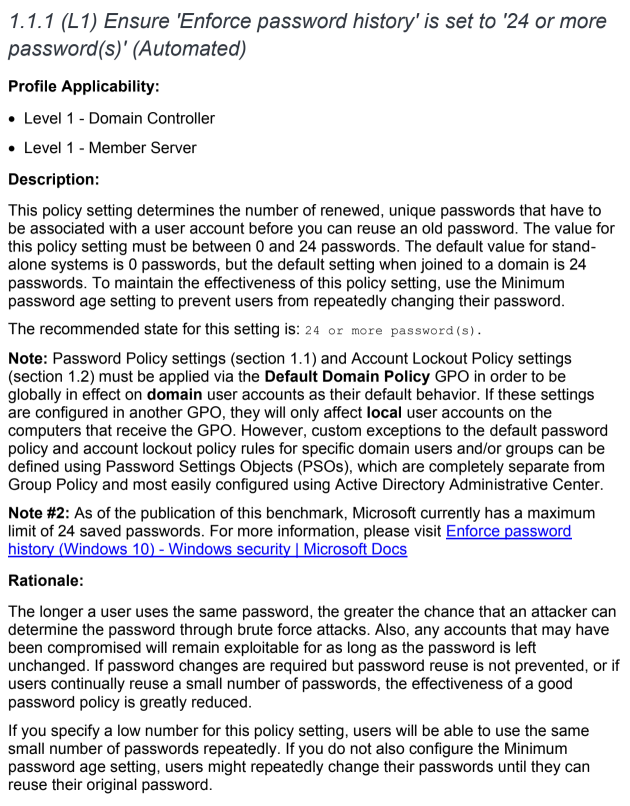 1.1.1 (L1) Ensure 'Enforce password history' is set to '24 or more
password(s)' (Automated)
Profile Applicability:
• Level 1 - Domain Controller
• Level 1 - Member Server
Description:
This policy setting determines the number of renewed, unique passwords that have to
be associated with a user account before you can reuse an old password. The value for
this policy setting must be between 0 and 24 passwords. The default value for stand-
alone systems is 0 passwords, but the default setting when joined to a domain is 24
passwords. To maintain the effectiveness of this policy setting, use the Minimum
password age setting to prevent users from repeatedly changing their password.
The recommended state for this setting is: 24 or more password(s).
Note: Password Policy settings (section 1.1) and Account Lockout Policy settings
(section 1.2) must be applied via the Default Domain Policy GPO in order to be
globally in effect on domain user accounts as their default behavior. If these settings
are configured in another GPO, they will only affect local user accounts on the
computers that receive the GPO. However, custom exceptions to the default password
policy and account lockout policy rules for specific domain users and/or groups can be
defined using Password Settings Objects (PSOs), which are completely separate from
Group Policy and most easily configured using Active Directory Administrative Center.
Note #2: As of the publication of this benchmark, Microsoft currently has a maximum
limit of 24 saved passwords. For more information, please visit Enforce password
history (Windows 10) - Windows security | Microsoft Docs
Rationale:
The longer a user uses the same password, the greater the chance that an attacker can
determine the password through brute force attacks. Also, any accounts that may have
been compromised will remain exploitable for as long as the password is left
unchanged. If password changes are required but password reuse is not prevented, or if
users continually reuse a small number of passwords, the effectiveness of a good
password policy is greatly reduced.
If you specify a low number for this policy setting, users will be able to use the same
small number of passwords repeatedly. If you do not also configure the Minimum
password age setting, users might repeatedly change their passwords until they can
reuse their original password.